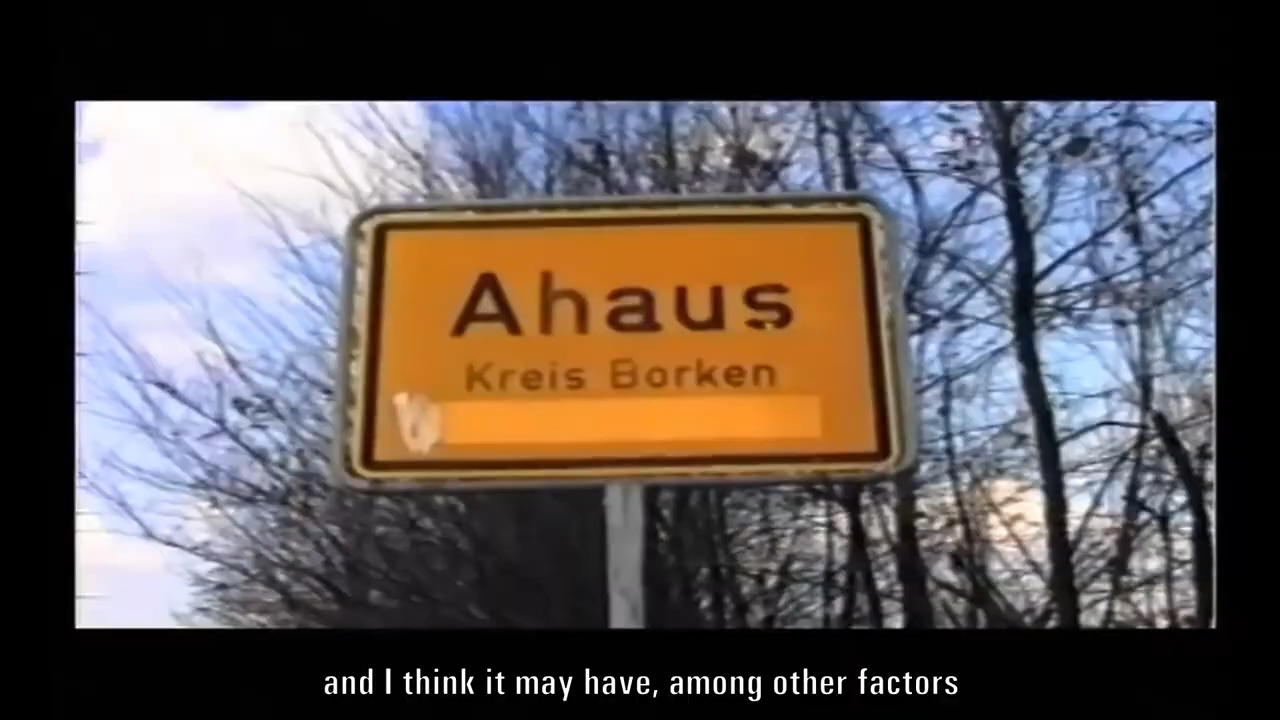 Ahaus
Kreis Borken
and I think it may have, among other factors